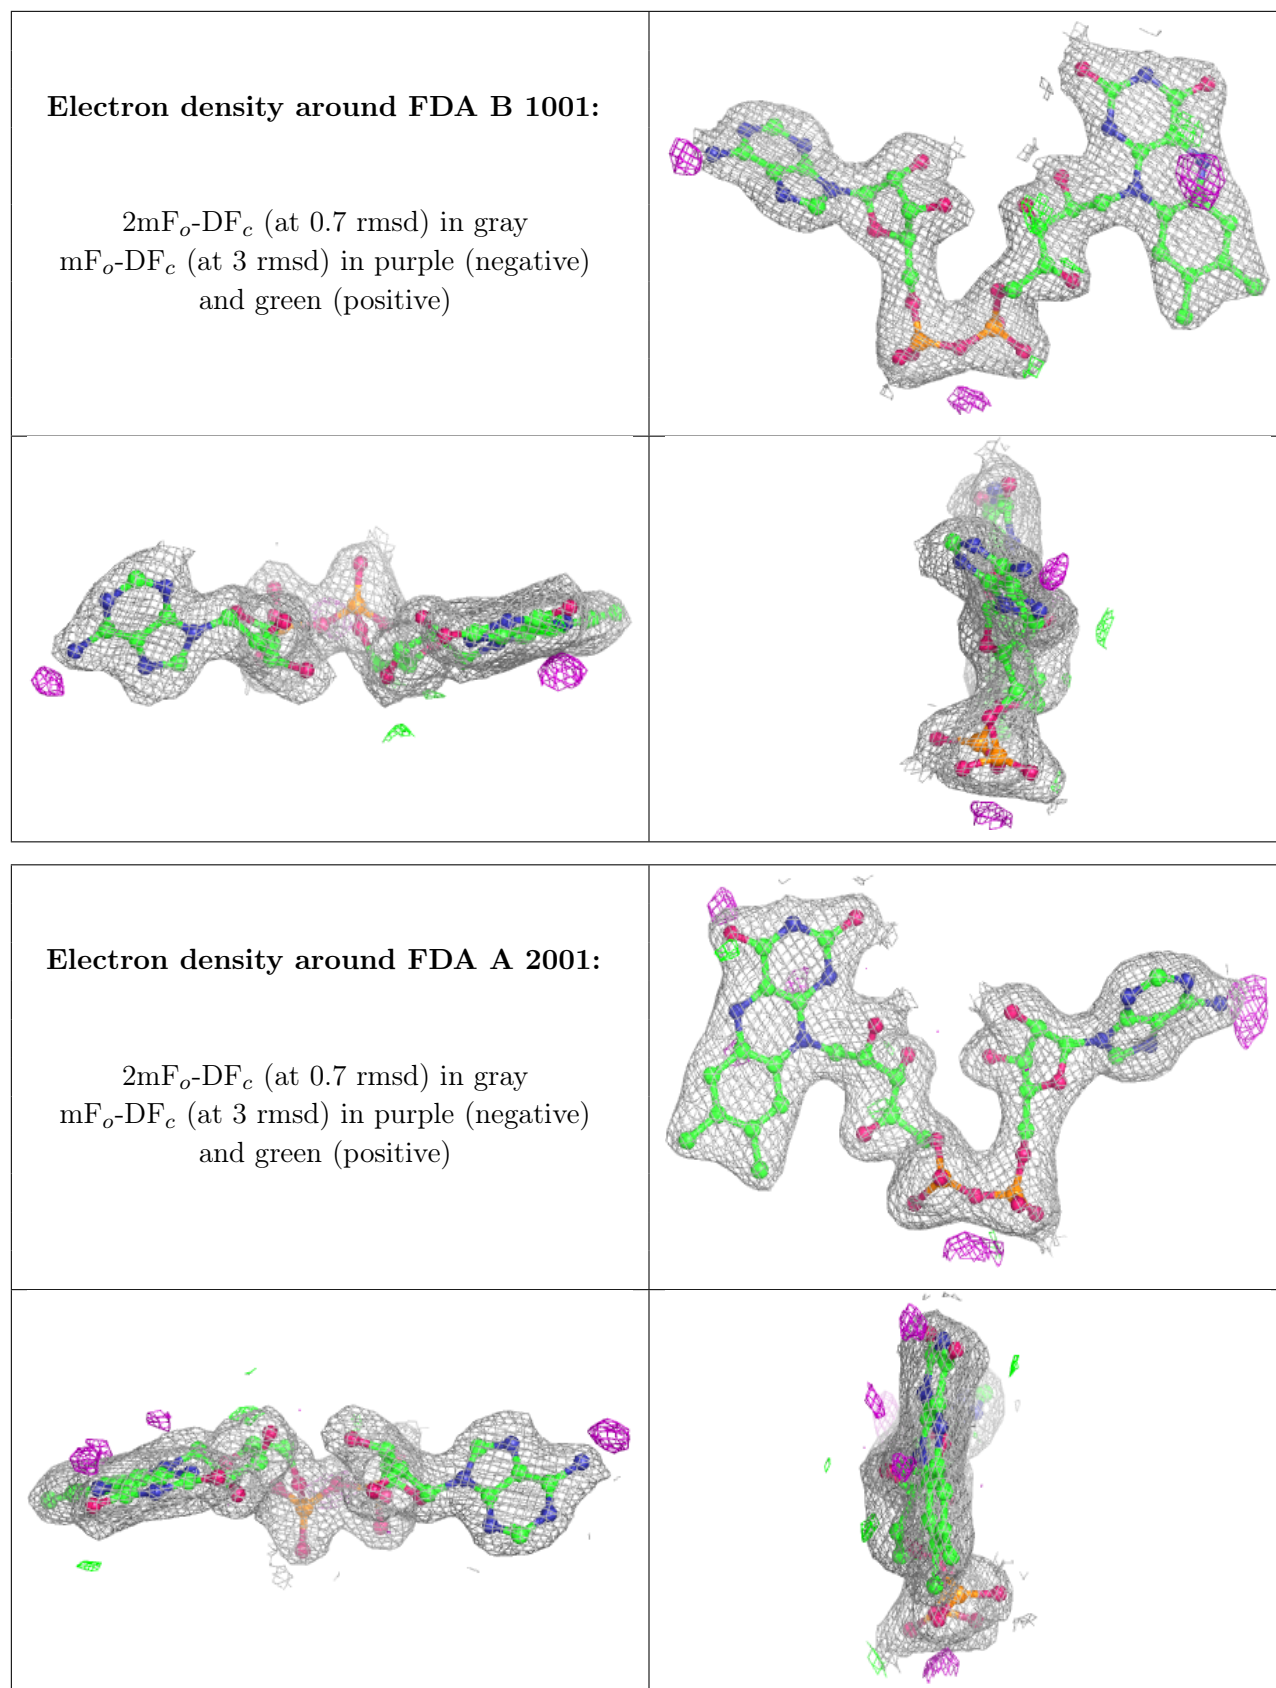 Electron density around FDA B 1001:
2mFo-DFc (at 0.7 rmsd) in gray
mFo-DFc (at 3 rmsd) in purple (negative)
and green (positive)
Electron density around FDA A 2001:
2mFo-DFc (at 0.7 rmsd) in gray
mFo-DFc (at 3 rmsd) in purple (negative)
and green (positive)